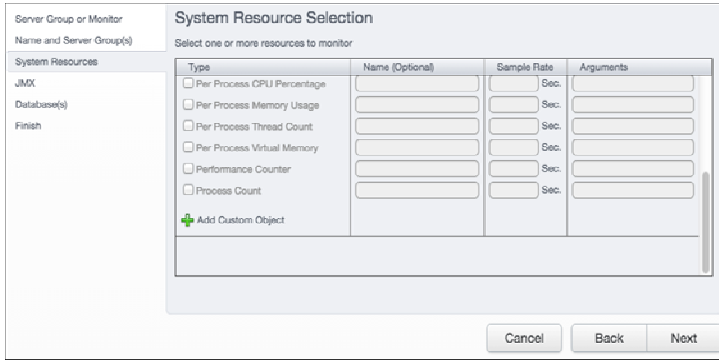 Server Group or Monitor
Name and Server Group(s)
System Resources
JMX
Database(s)
Finish
System Resource Selection
Select one or more resources to monitor
Type Name (Optional) Sample Rate Arguments
Per Process CPU Percentage Sec.
Per Process Memory Usage Sec.
Per Process Thread Count Sec.
Per Process Virtual Memory Sec.
Performance Counter Sec.
Process Count Sec.
Add Custom Object
Cancel Back Next